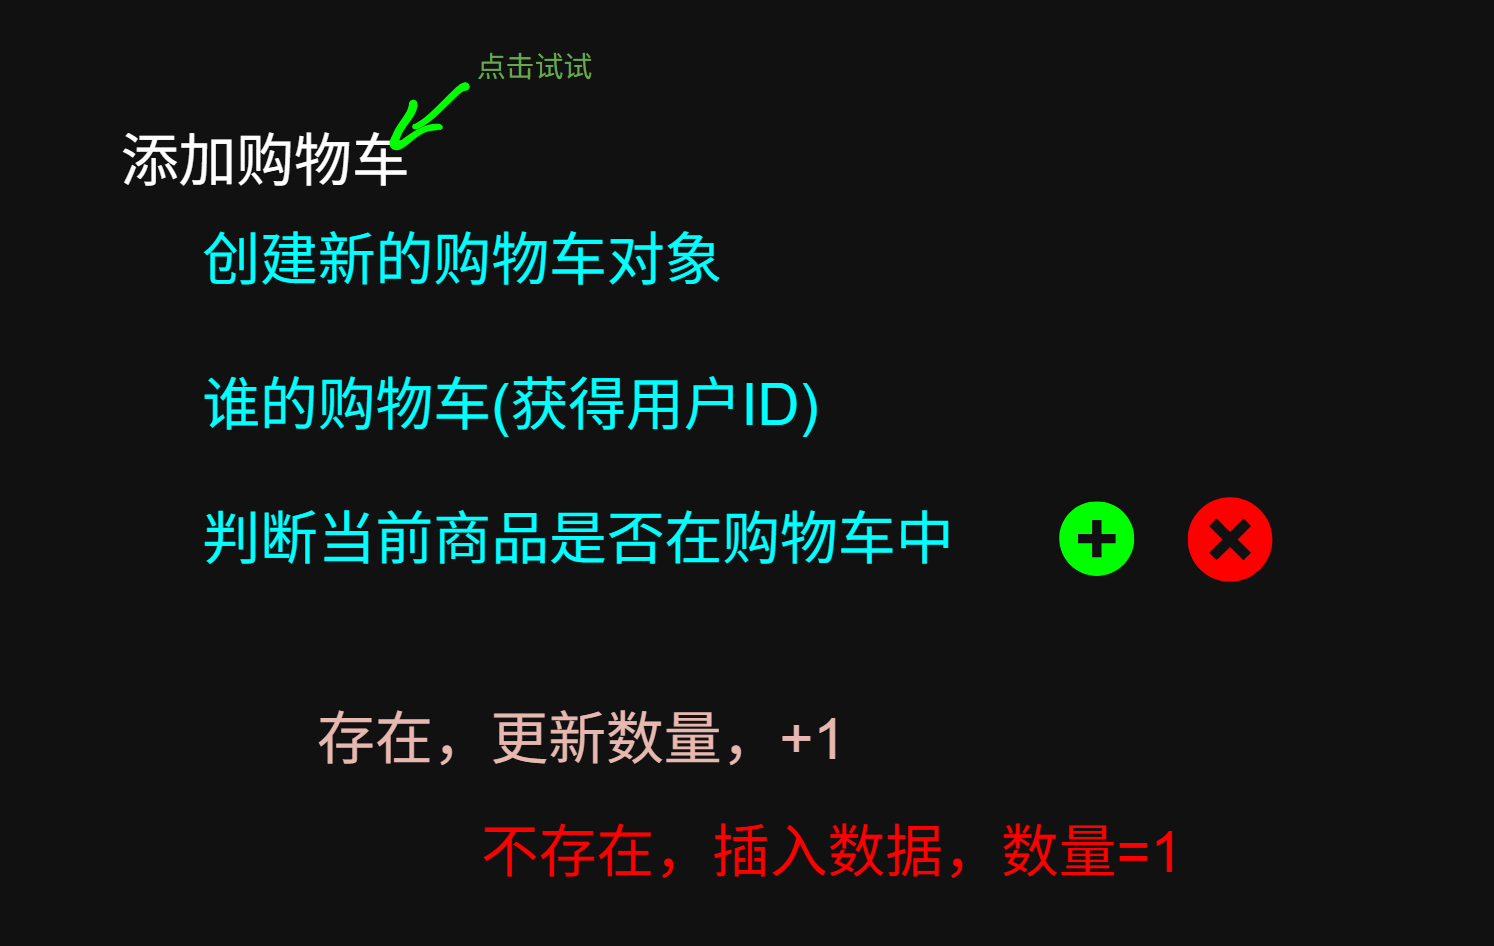 点击试试
添加购物车
创建新的购物车对象
谁的购物车(获得用户ID)
判断当前商品是否在购物车中
存在，更新数量，+1
不存在，插入数据，数量=1